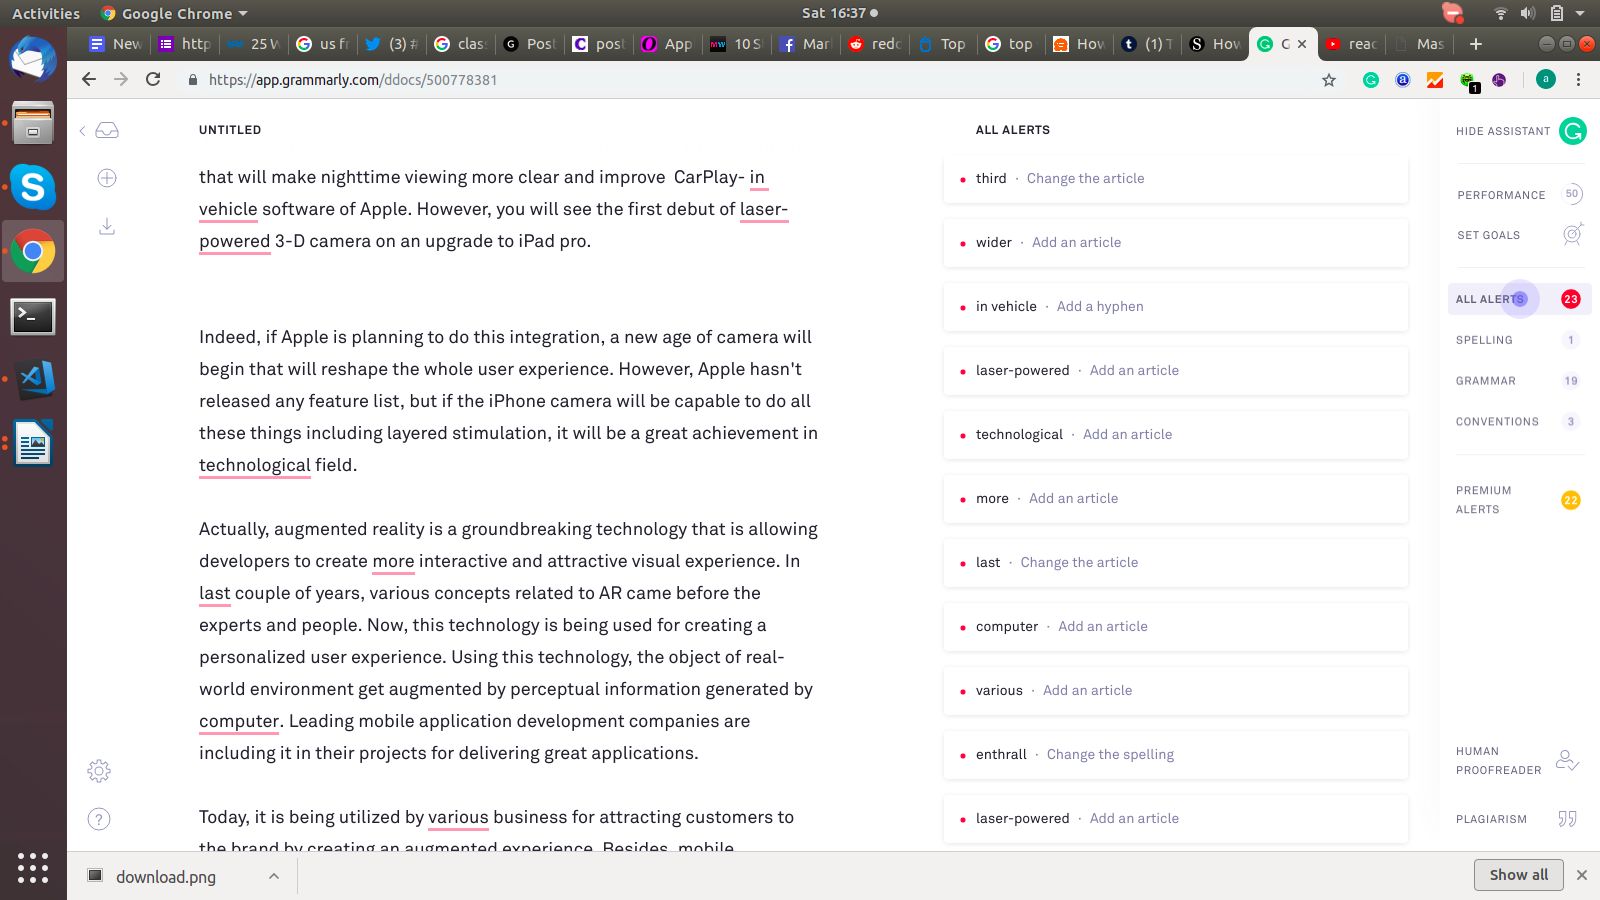 Activities
Google Chrome
Sat 16:37
New
http
25 W
us fr
(3) #
clas
Post
post
App
10 S
Mar
redd
Top
top
How
(1) T
How
G
reac
Mas
https://app.grammarly.com/ddocs/500778381
1
a
UNTITLED
that will make nighttime viewing more clear and improve  CarPlay- in
vehicle software of Apple. However, you will see the first debut of laser-
powered 3-D camera on an upgrade to iPad pro.
Indeed, if Apple is planning to do this integration, a new age of camera will
begin that will reshape the whole user experience. However, Apple hasn't
released any feature list, but if the iPhone camera will be capable to do all
these things including layered stimulation, it will be a great achievement in
technological field.
Actually, augmented reality is a groundbreaking technology that is allowing
developers to create more interactive and attractive visual experience. In
last couple of years, various concepts related to AR came before the
experts and people. Now, this technology is being used for creating a
personalized user experience. Using this technology, the object of real-
world environment get augmented by perceptual information generated by
computer. Leading mobile application development companies are
including it in their projects for delivering great applications.
Today, it is being utilized by various business for attracting customers to
the brand by creating an augmented experience. Besides, mobile
ALL ALERTS
third · Change the article
wider · Add an article
in vehicle · Add a hyphen
laser-powered · Add an article
technological · Add an article
more · Add an article
last · Change the article
computer · Add an article
various · Add an article
enthrall · Change the spelling
laser-powered · Add an article
HIDE ASSISTANT
PERFORMANCE 50
SET GOALS
ALL ALERTS 23
SPELLING 1
GRAMMAR 19
CONVENTIONS 3
PREMIUM
ALERTS 22
HUMAN
PROOFREADER
PLAGIARISM
download.png
Show all